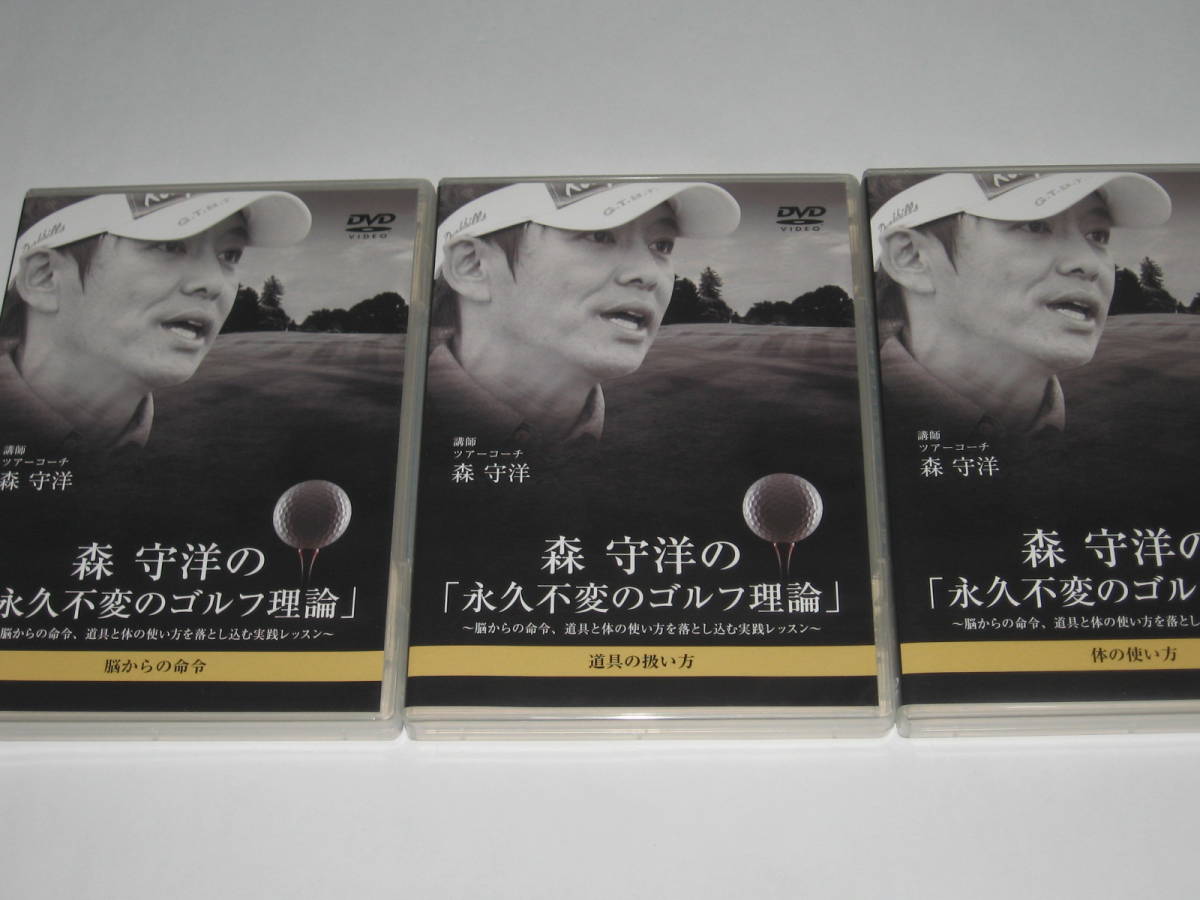 G.T.B.r
DVD
VIDEO
講師
ツアーコーチ
森 守洋
森 守洋の
永久不変のゴルフ理論」
脳からの命令、道具と体の使い方を落とし込む実践レッスン～
脳からの命令
G.T.B.r
DVD
VIDEO
講師
ツアーコーチ
森 守洋
森 守洋の
「永久不変のゴルフ理論」
～脳からの命令、道具と体の使い方を落とし込む実践レッスン～
道具の扱い方
G.T.B.r
講師
ツアーコーチ
森 守洋
森 守洋の
「永久不変のゴルフ
～脳からの命令、道具と体の使い方を落とし
体の使い方